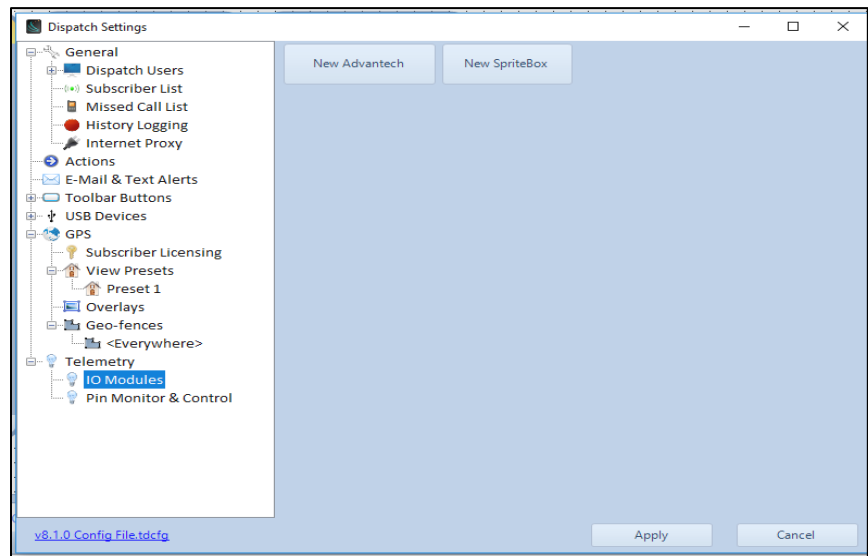 Dispatch Settings
General
New Advantech
New SpriteBox
Dispatch Users
Subscriber List
Missed Call List
History Logging
Internet Proxy
Actions
E-Mail & Text Alerts
Toolbar Buttons
USB Devices
GPS
Subscriber Licensing
View Presets
Preset 1
Overlays
Geo-fences
<Everywhere>
Telemetry
IO Modules
Pin Monitor & Control
v8.1.0 Config File.tdcfg
Apply
Cancel